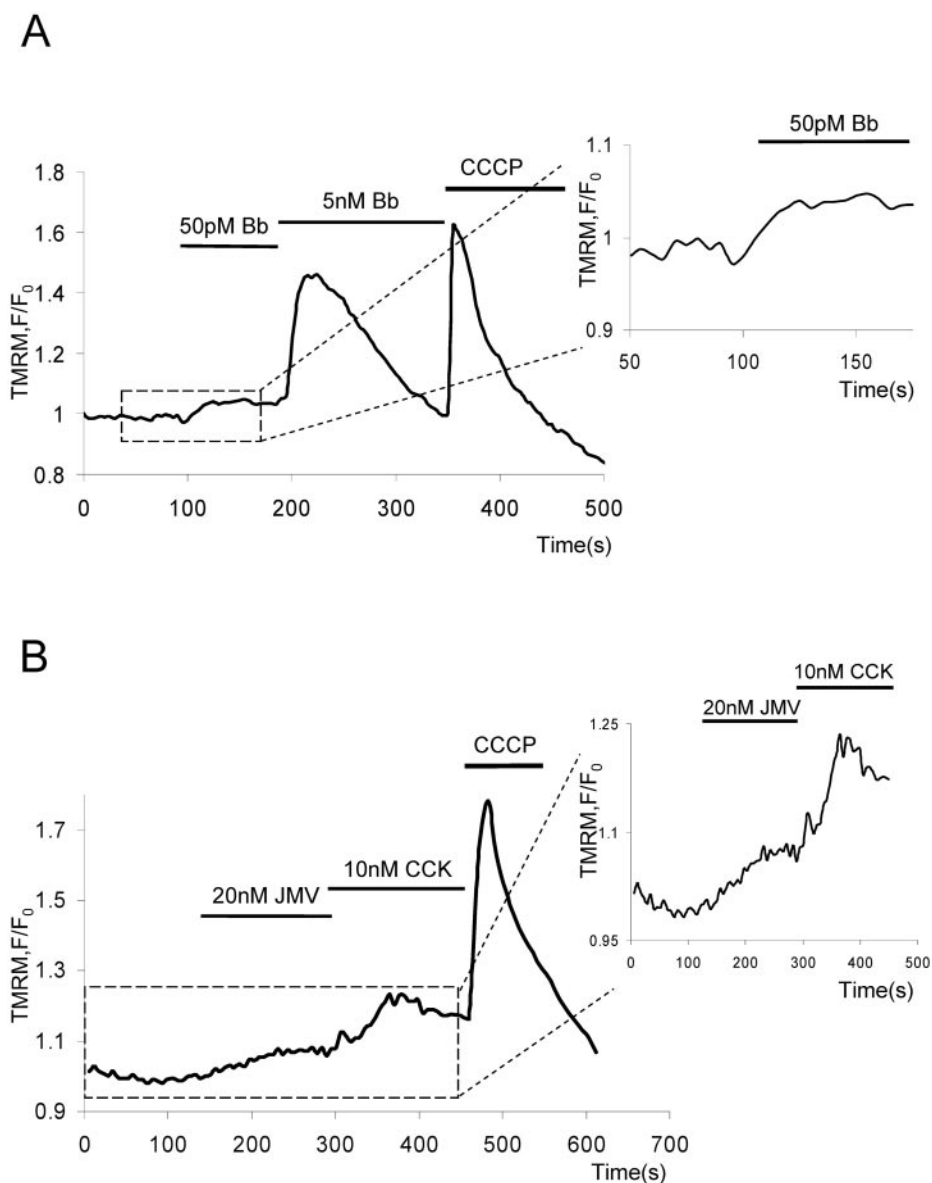 A
TMRM,F/F0
1.8
1.6
1.4
1.2
1
0.8
0 100 200 300 400 500
Time(s)
50pM Bb
5nM Bb
CCCP
50pM Bb
TMRM,F/F0
1.1
1
0.9
50 100 150
Time(s)
B
TMRM,F/F0
1.7
1.5
1.3
1.1
0.9
0 100 200 300 400 500 600 700
Time(s)
20nM JMV
10nM CCK
CCCP
10nM CCK
20nM JMV
TMRM,F/F0
1.25
1.1
0.95
0 100 200 300 400 500
Time(s)